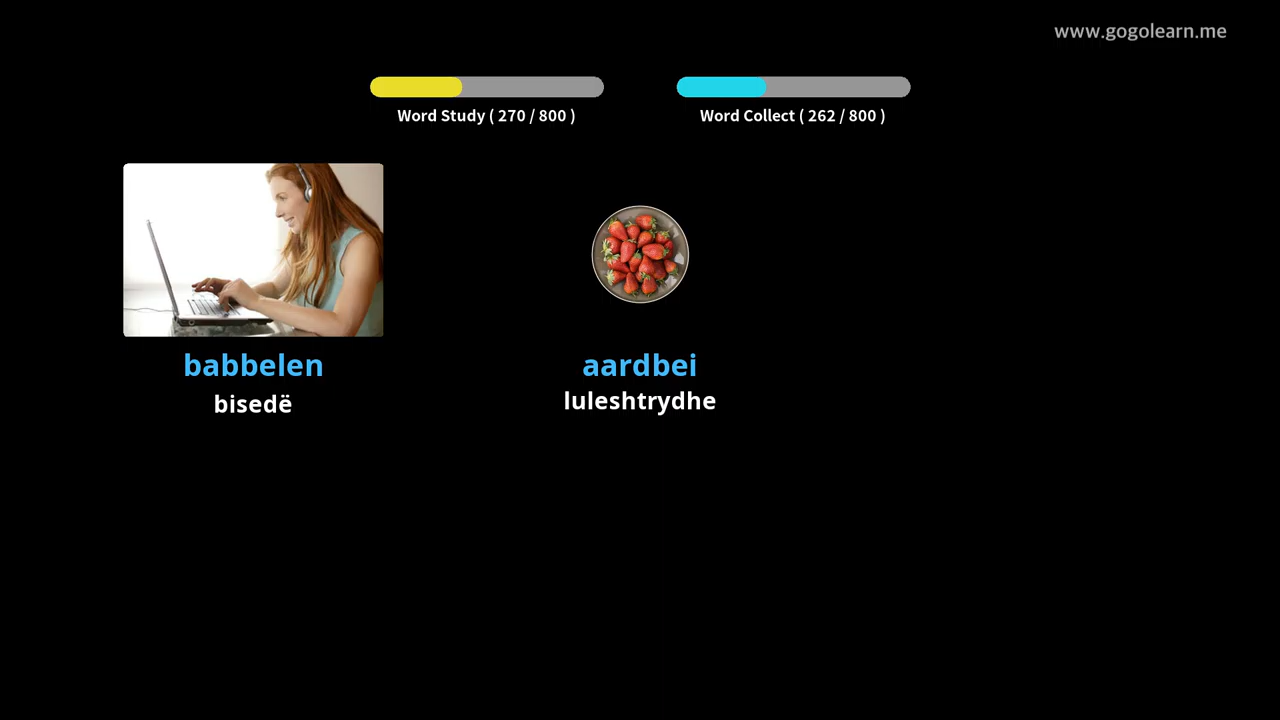 www.gogolearn.me
Word Study ( 270 / 800 )
Word Collect ( 262 / 800 )
babbelen
bisedë
aardbei
luleshtrydhe